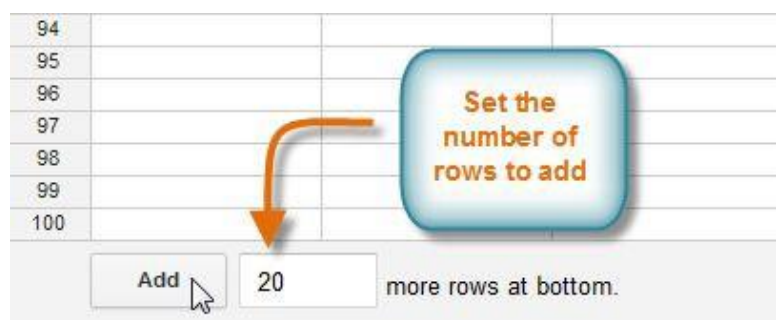 94
95
96
97
98
99
100
Set the
number of
rows to add
Add 20 more rows at bottom.